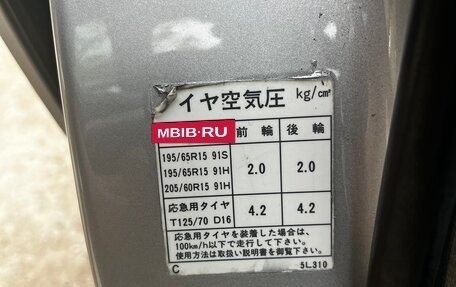 イヤ空気圧 kg/cm²
MBIB·RU 前輪 後輪
195/65R15 91S
195/65R15 91H 2.0 2.0
205/60R15 91H
応急用タイヤ 4.2 4.2
T125/70 D16
応急用タイヤを装着した場合は、
100km/h以下で走行して下さい。
使用方法は取扱い説明書を御覧下さい。
C 5L310